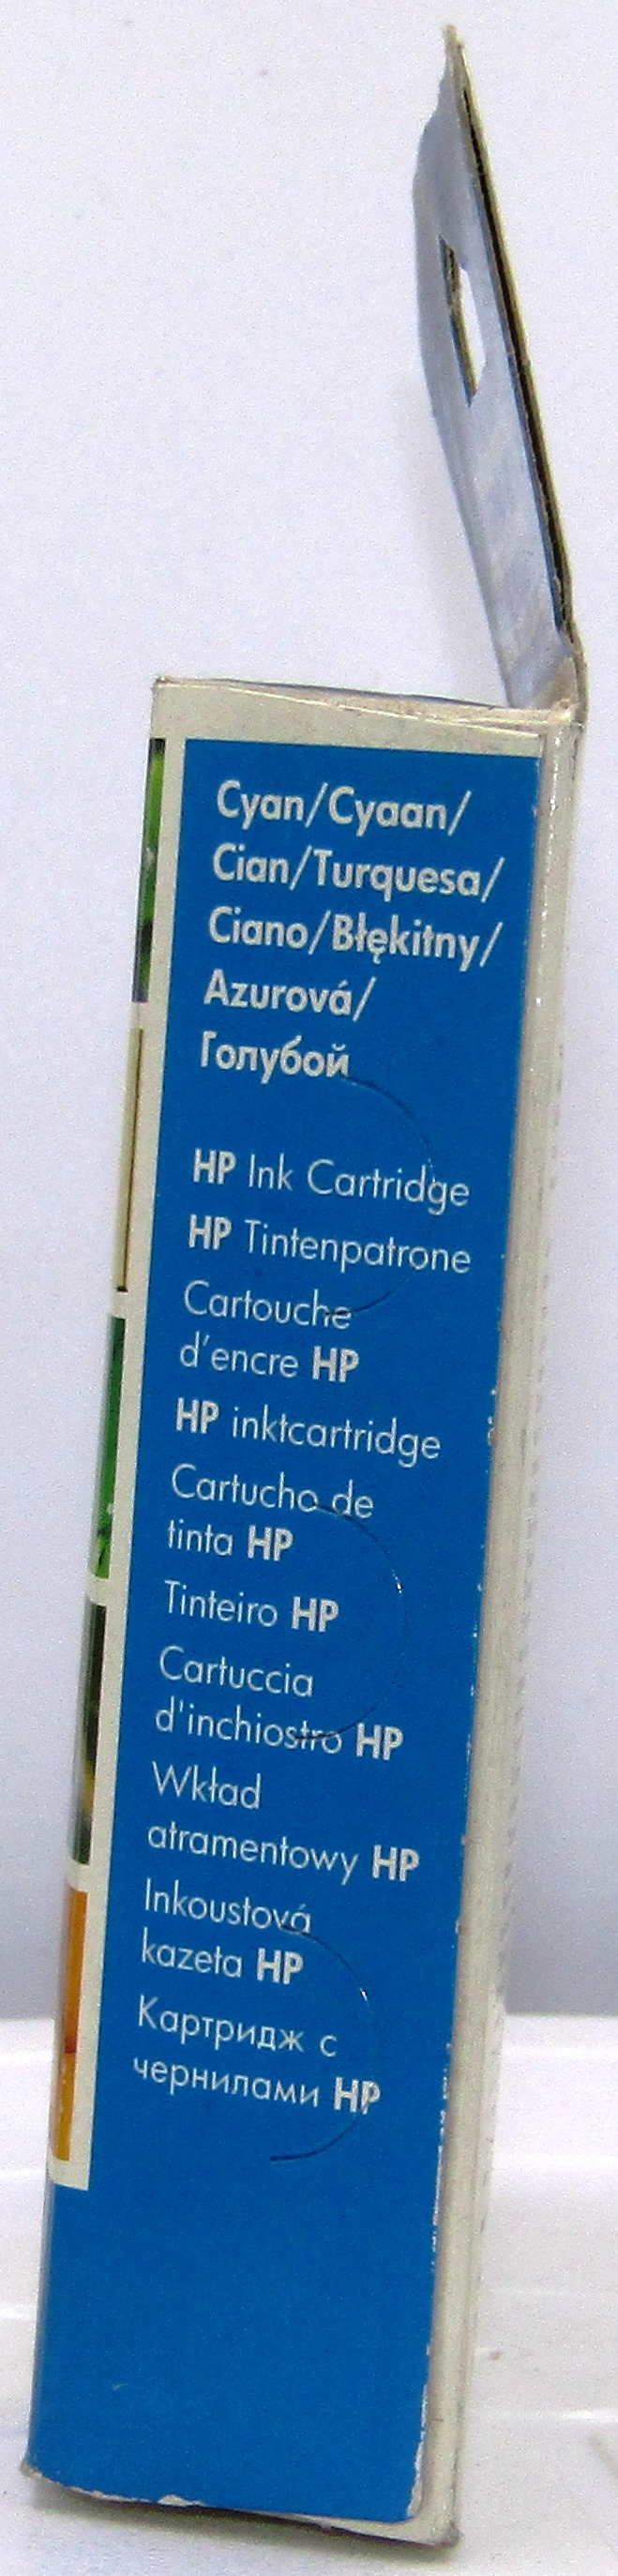 Cyan/Cyaan/
Cian/Turquesa/
Ciano/Błękitny/
Azurová/
Голубой
HP Ink Cartridge
HP Tintenpatrone
Cartouche
d'encre HP
HP inktcartridge
Cartucho de
tinta HP
Tinteiro HP
Cartuccia
d'inchiostro HP
Wkład
atramentowy HP
Inkoustová
kazeta HP
Картридж с
чернилами HP